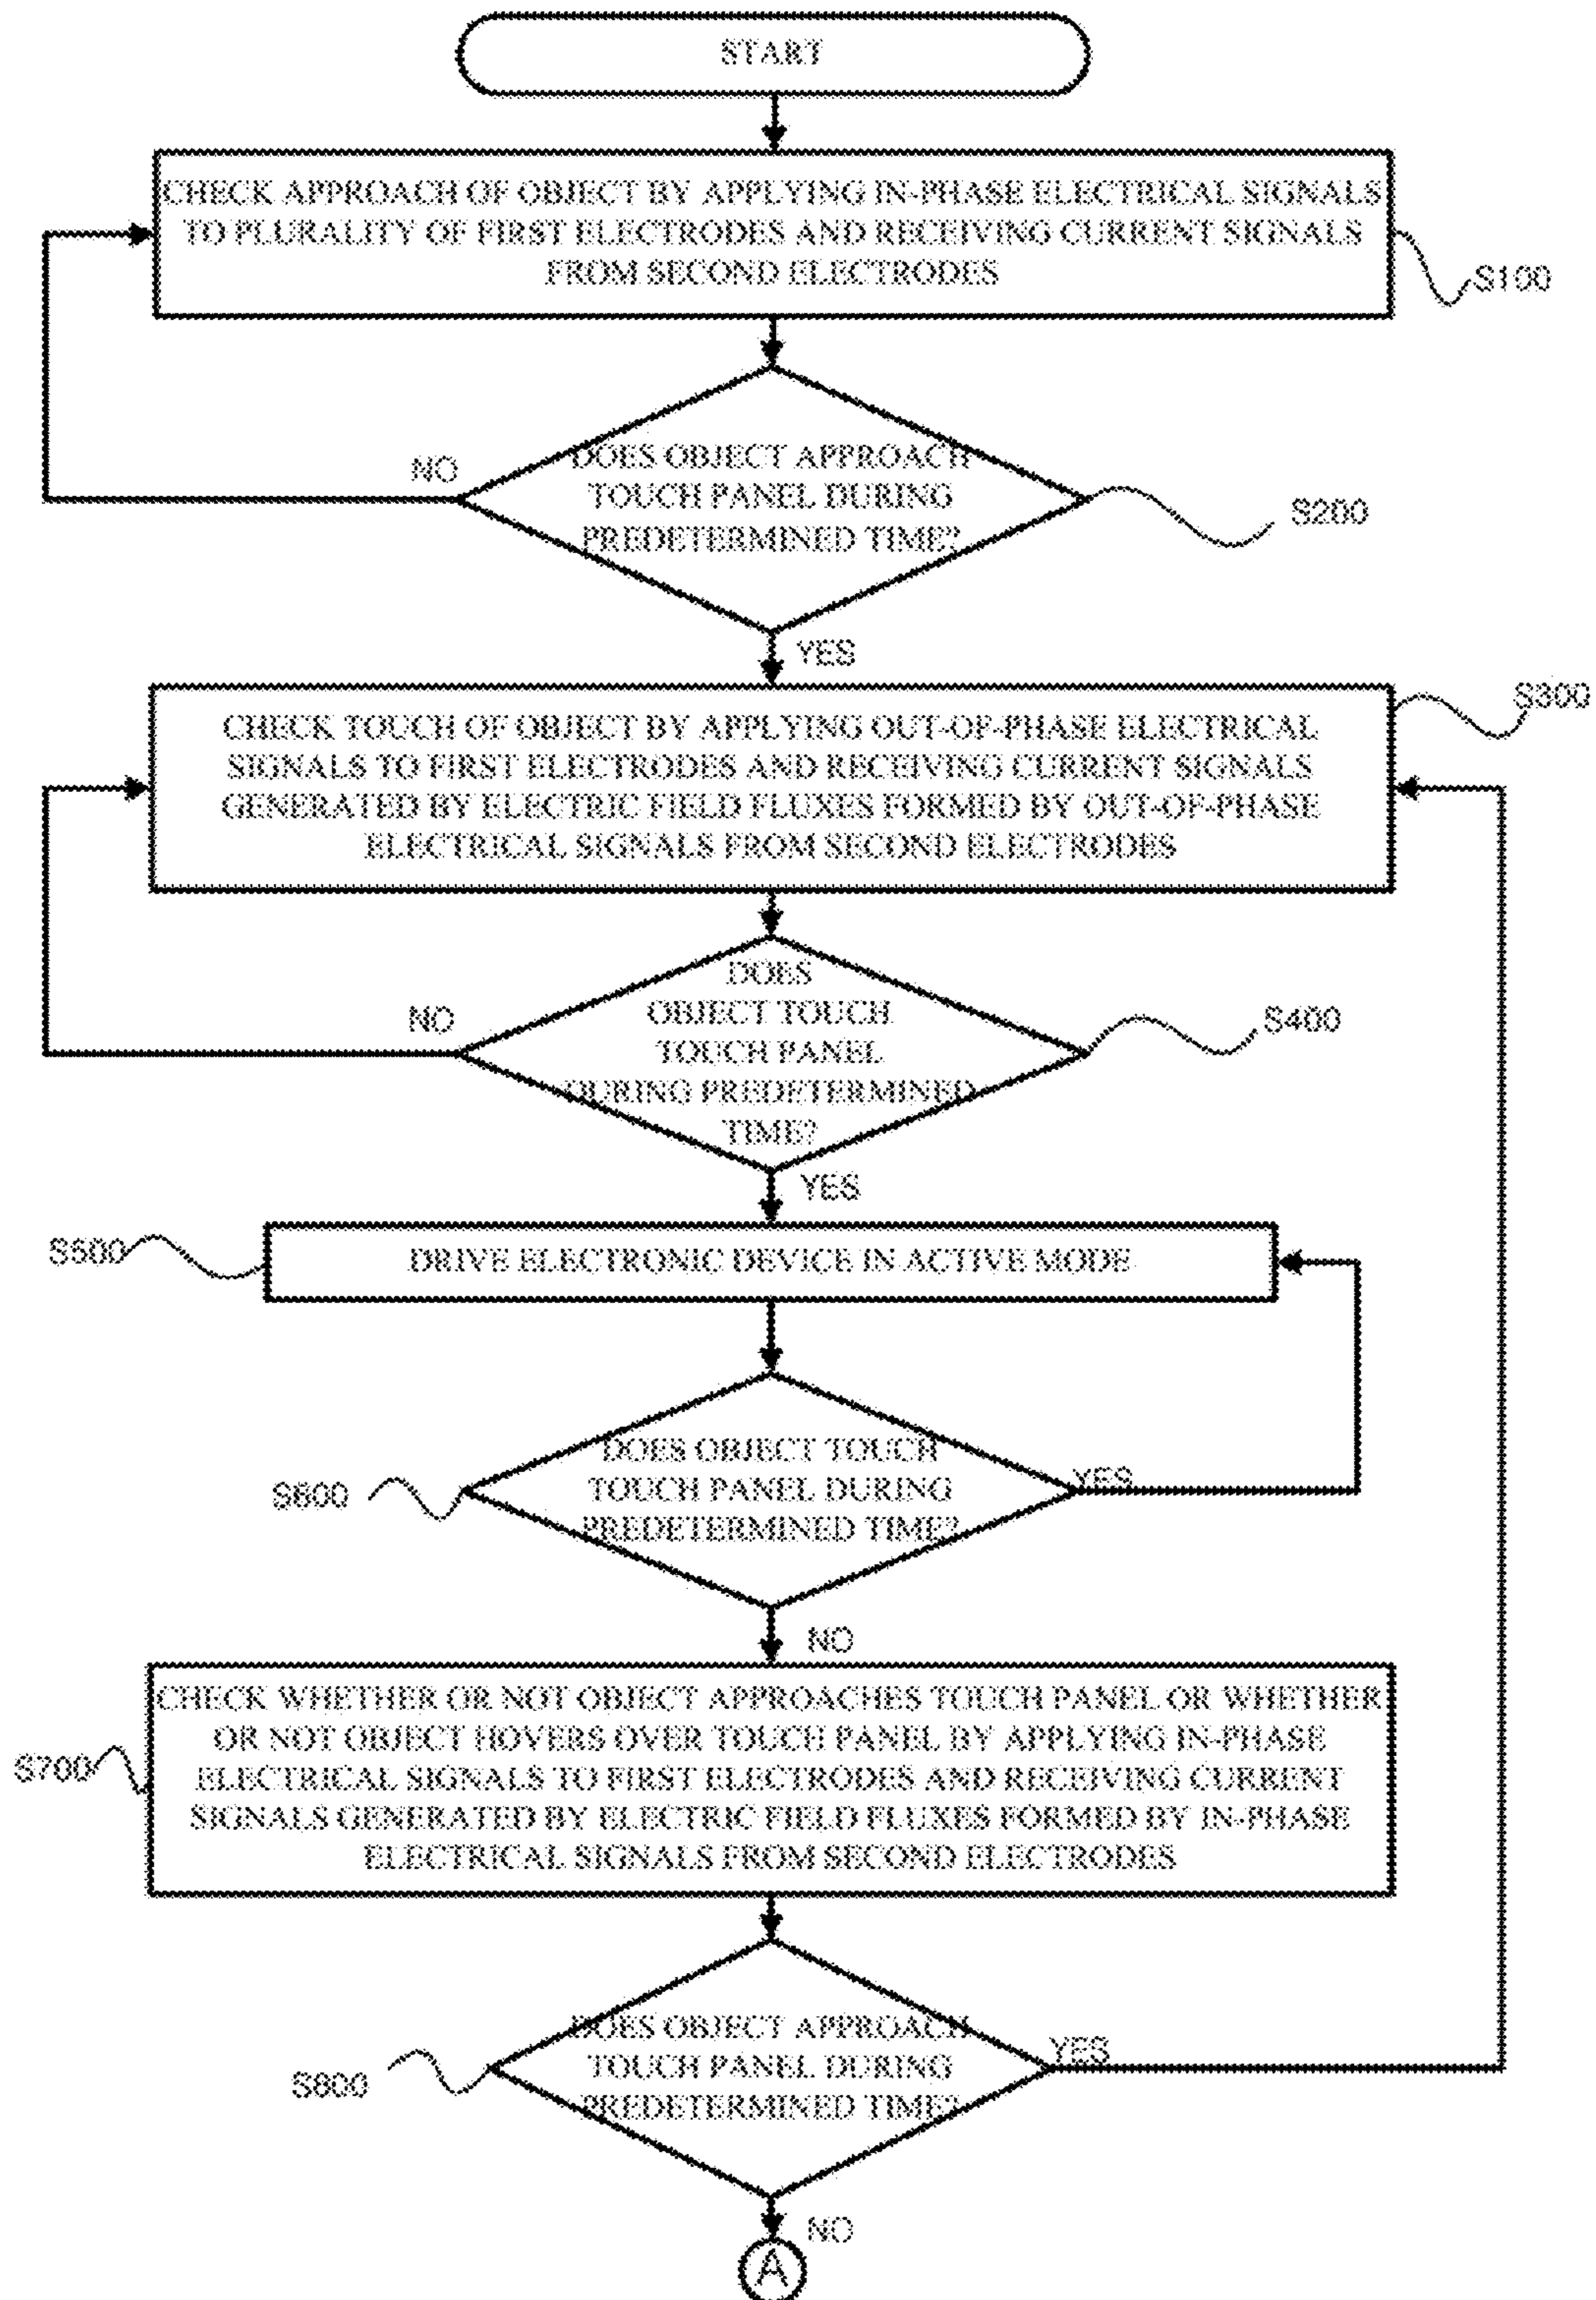 START
CHECK APPROACH OF OBJECT BY APPLYING IN-PHASE ELECTRICAL SIGNALS
TO PLURALITY OF FIRST ELECTRODES AND RECEIVING CURRENT SIGNALS
FROM SECOND ELECTRODES
S100
NO
DOES OBJECT APPROACH
TOUCH PANEL DURING
PREDETERMINED TIME?
S200
YES
S300
CHECK TOUCH OF OBJECT BY APPLYING OUT-OF-PHASE ELECTRICAL
SIGNALS TO FIRST ELECTRODES AND RECEIVING CURRENT SIGNALS
GENERATED BY ELECTRIC FIELD FLUXES FORMED BY OUT-OF-PHASE
ELECTRICAL SIGNALS FROM SECOND ELECTRODES
NO
DOES
OBJECT TOUCH
TOUCH PANEL
DURING PREDETERMINED
TIME?
S400
YES
S500
DRIVE ELECTRONIC DEVICE IN ACTIVE MODE
DOES OBJECT TOUCH
TOUCH PANEL DURING
PREDETERMINED TIME?
S600
YES
NO
CHECK WHETHER OR NOT OBJECT APPROACHES TOUCH PANEL OR WHETHER
OR NOT OBJECT HOVERS OVER TOUCH PANEL BY APPLYING IN-PHASE
ELECTRICAL SIGNALS TO FIRST ELECTRODES AND RECEIVING CURRENT
SIGNALS GENERATED BY ELECTRIC FIELD FLUXES FORMED BY IN-PHASE
ELECTRICAL SIGNALS FROM SECOND ELECTRODES
S700
DOES OBJECT APPROACH
TOUCH PANEL DURING
PREDETERMINED TIME?
S800
YES
NO
A